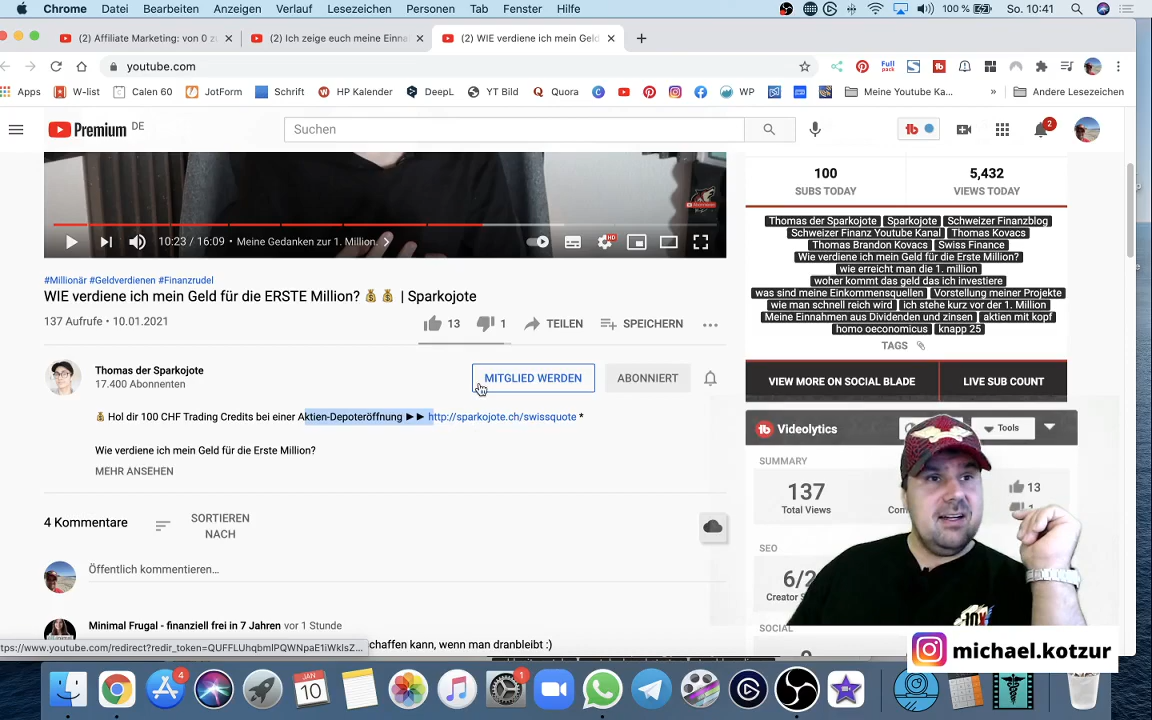 Chrome Datei Bearbeiten Anzeigen Verlauf Lesezeichen Personen Tab Fenster Hilfe 100 % So. 10:41
(2) Affiliate Marketing: von 0 z
(2) Ich zeige euch meine Einna
(2) WIE verdiene ich mein Geld
youtube.com
Full pack
Apps W-list Calen 60 JotForm Schrift HP Kalender DeepL YT Bild Quora WP Meine Youtube Ka... » Andere Lesezeichen
Premium DE
Suchen
tb
2
100
SUBS TODAY
5,432
VIEWS TODAY
10:23 / 16:09 • Meine Gedanken zur 1. Million.
HD
Thomas der Sparkojote Sparkojote Schweizer Finanzblog
Schweizer Finanz Youtube Kanal Thomas Kovacs
Thomas Brandon Kovacs Swiss Finance
Wie verdiene ich mein Geld für die Erste Million?
wie erreicht man die 1. million
woher kommt das geld das ich investiere
was sind meine Einkommensquellen Vorstellung meiner Projekte
wie man schnell reich wird ich stehe kurz vor der 1. Million
Meine Einnahmen aus Dividenden und zinsen aktien mit kopf
homo oeconomicus knapp 25
TAGS
#Millionär #Geldverdienen #Finanzrudel
WIE verdiene ich mein Geld für die ERSTE Million? 💰 💰 | Sparkojote
137 Aufrufe • 10.01.2021
13 1 TEILEN SPEICHERN ...
VIEW MORE ON SOCIAL BLADE
LIVE SUB COUNT
Thomas der Sparkojote
17.400 Abonnenten
MITGLIED WERDEN
ABONNIERT
💰 Hol dir 100 CHF Trading Credits bei einer Aktien-Depoteröffnung ►► http://sparkojote.ch/swissquote *
Wie verdiene ich mein Geld für die Erste Million?
MEHR ANSEHEN
tb Videolytics
Tools
SUMMARY
137
Total Views
13
SEO
SOCIAL
4 Kommentare
SORTIEREN NACH
Öffentlich kommentieren...
Minimal Frugal - finanziell frei in 7 Jahren vor 1 Stunde
schaffen kann, wenn man dranbleibt :)
michael.kotzur
4
JAN
10
1